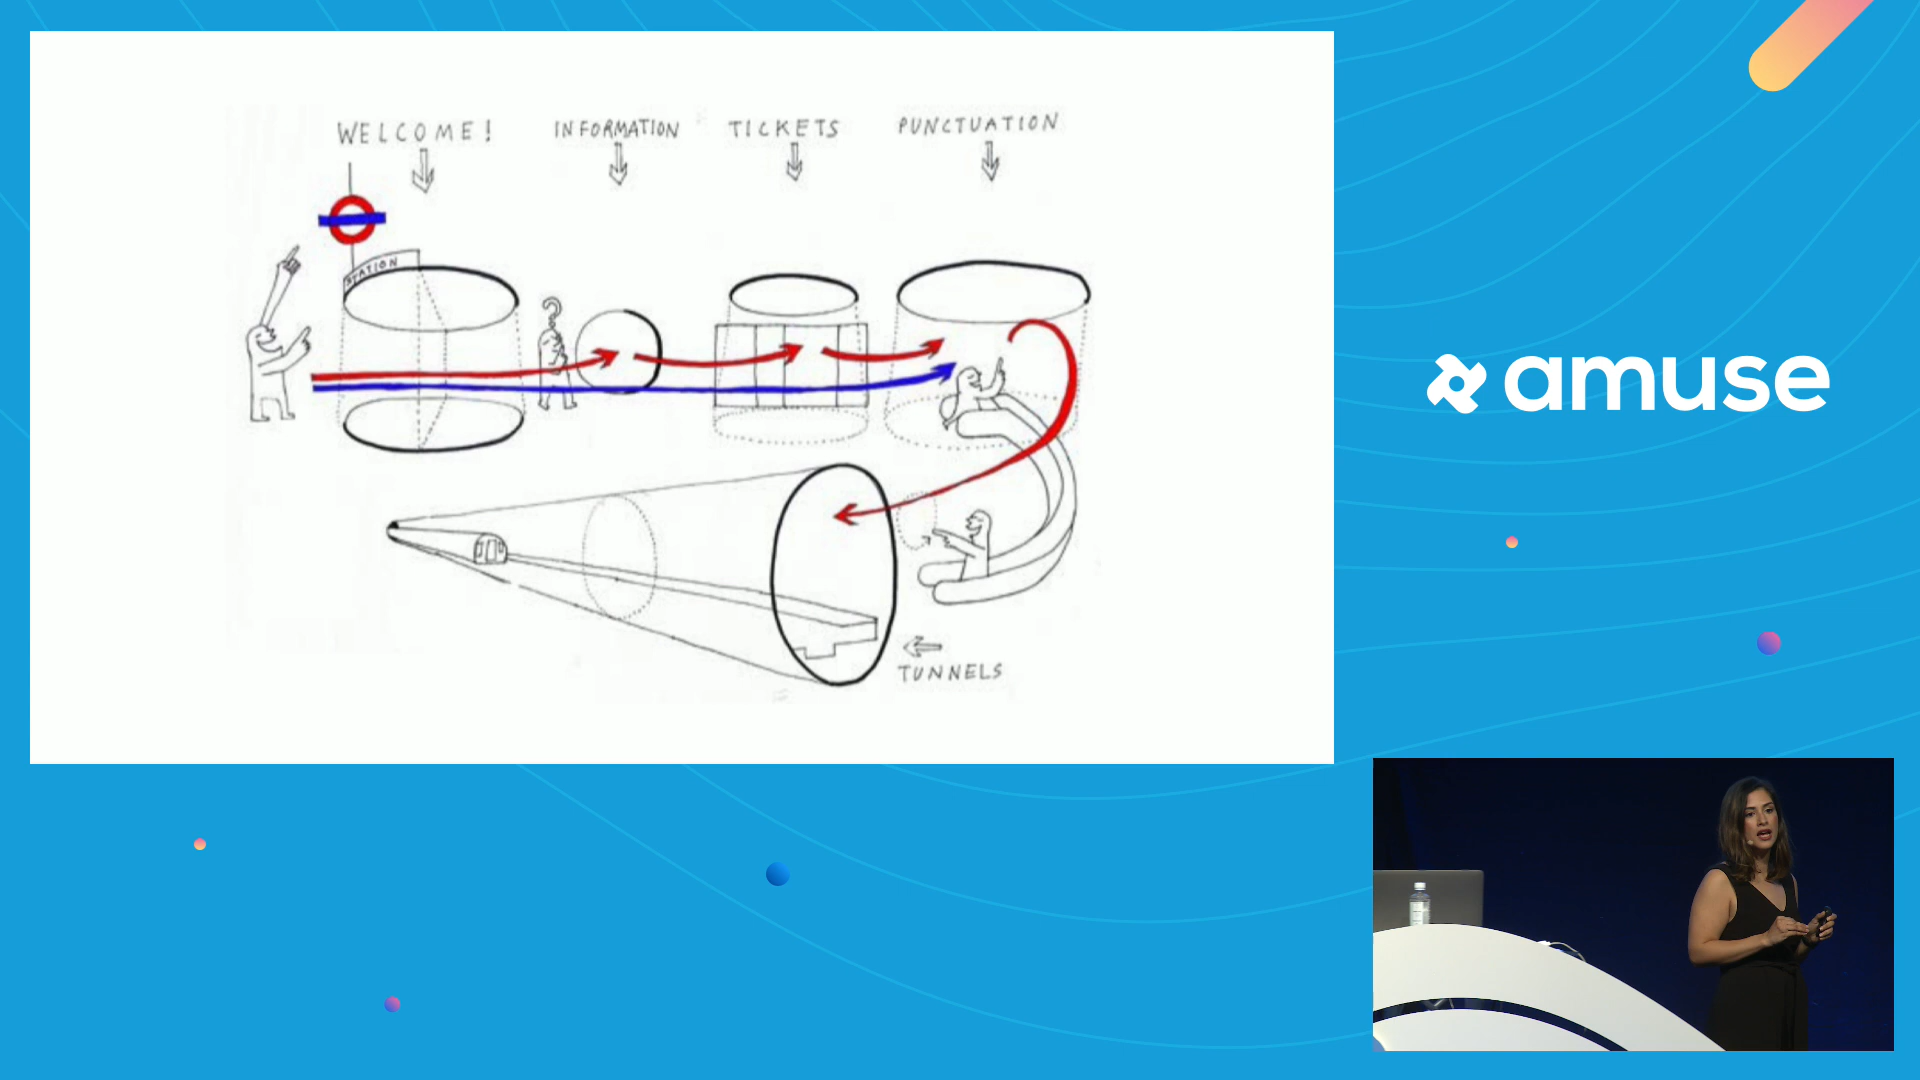 WELCOME!
INFORMATION
TICKETS
PUNCTUATION
STATION
TUNNELS
amuse